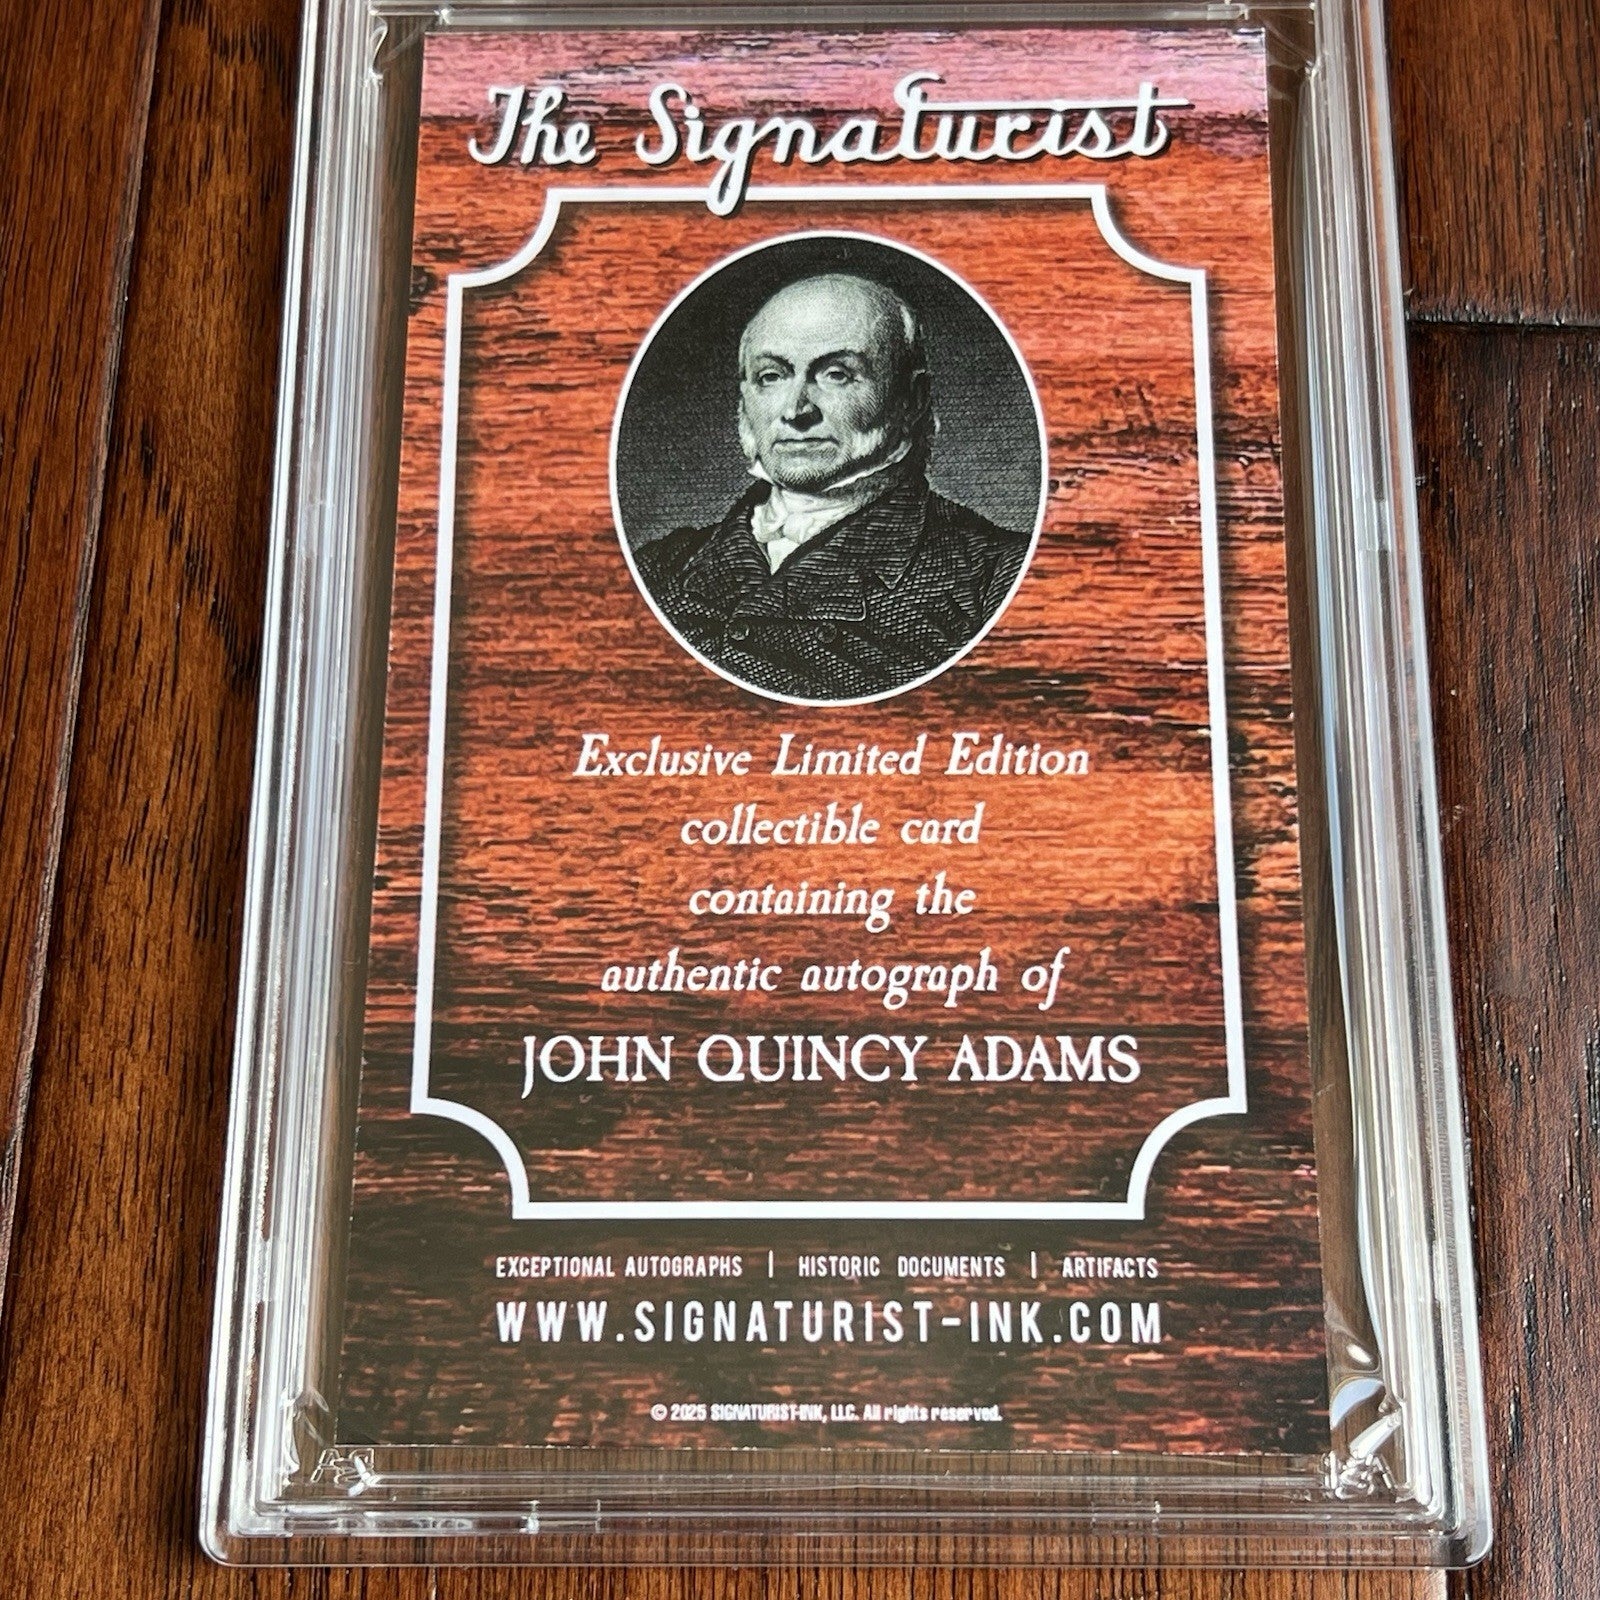 The Signaturist
Exclusive Limited Edition
collectible card
containing the
authentic autograph of
JOHN QUINCY ADAMS
EXCEPTIONAL AUTOGRAPHS | HISTORIC DOCUMENTS | ARTIFACTS
WWW.SIGNATURIST-INK.COM
© 2025 SIGNATURIST-INK, LLC. All rights reserved.